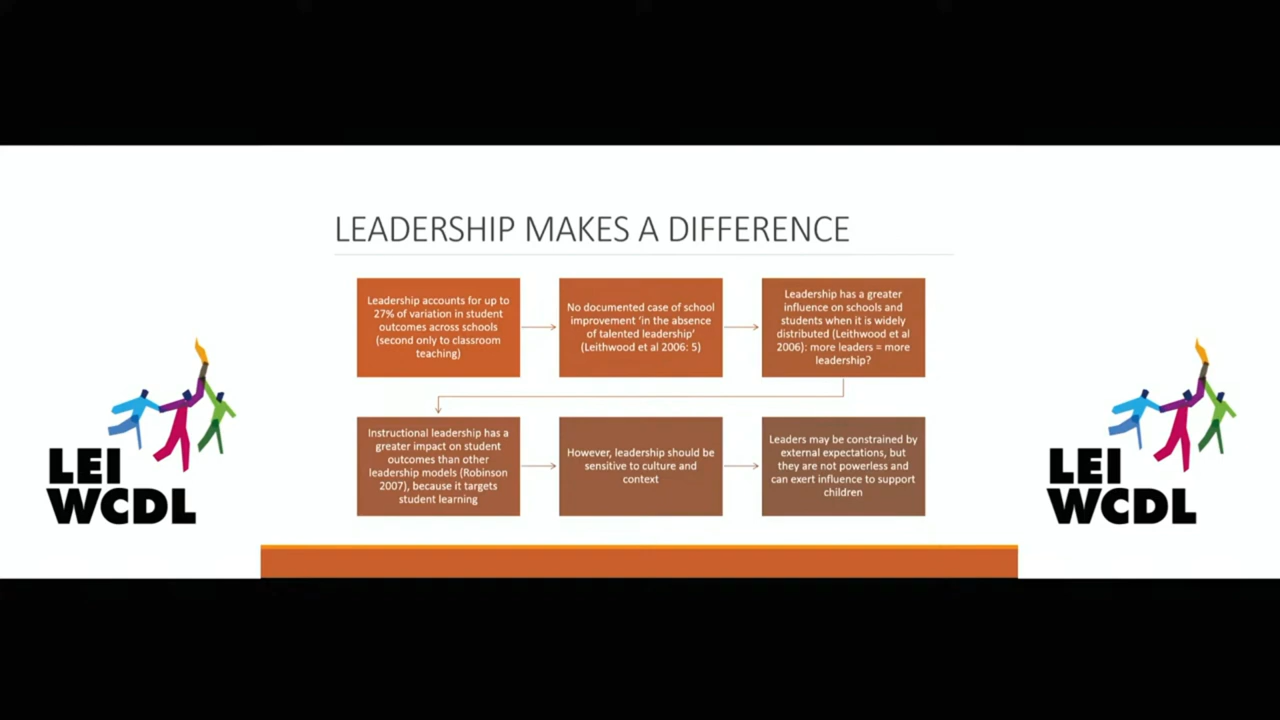 LEADERSHIP MAKES A DIFFERENCE
Leadership accounts for up to
27% of variation in student
outcomes across schools
(second only to classroom
teaching)
No documented case of school
improvement ‘in the absence
of talented leadership’
(Leithwood et al 2006: 5)
Leadership has a greater
influence on schools and
students when it is widely
distributed (Leithwood et al
2006): more leaders = more
leadership?
Instructional leadership has a
greater impact on student
outcomes than other
leadership models (Robinson
2007), because it targets
student learning
However, leadership should be
sensitive to culture and
context
Leaders may be constrained by
external expectations, but
they are not powerless and
can exert influence to support
children
LEI
WCDL
LEI
WCDL